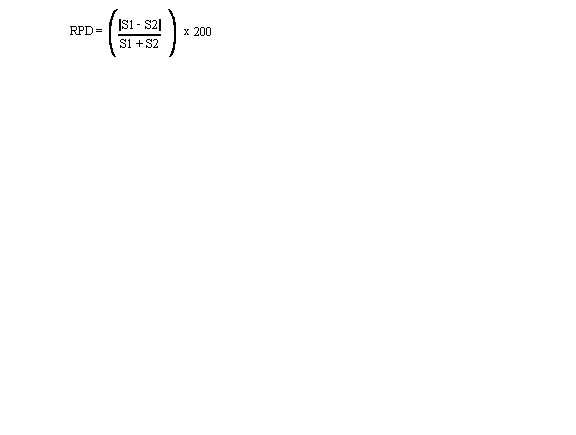 RPD = ( |S1 - S2| / S1 + S2 ) x 200